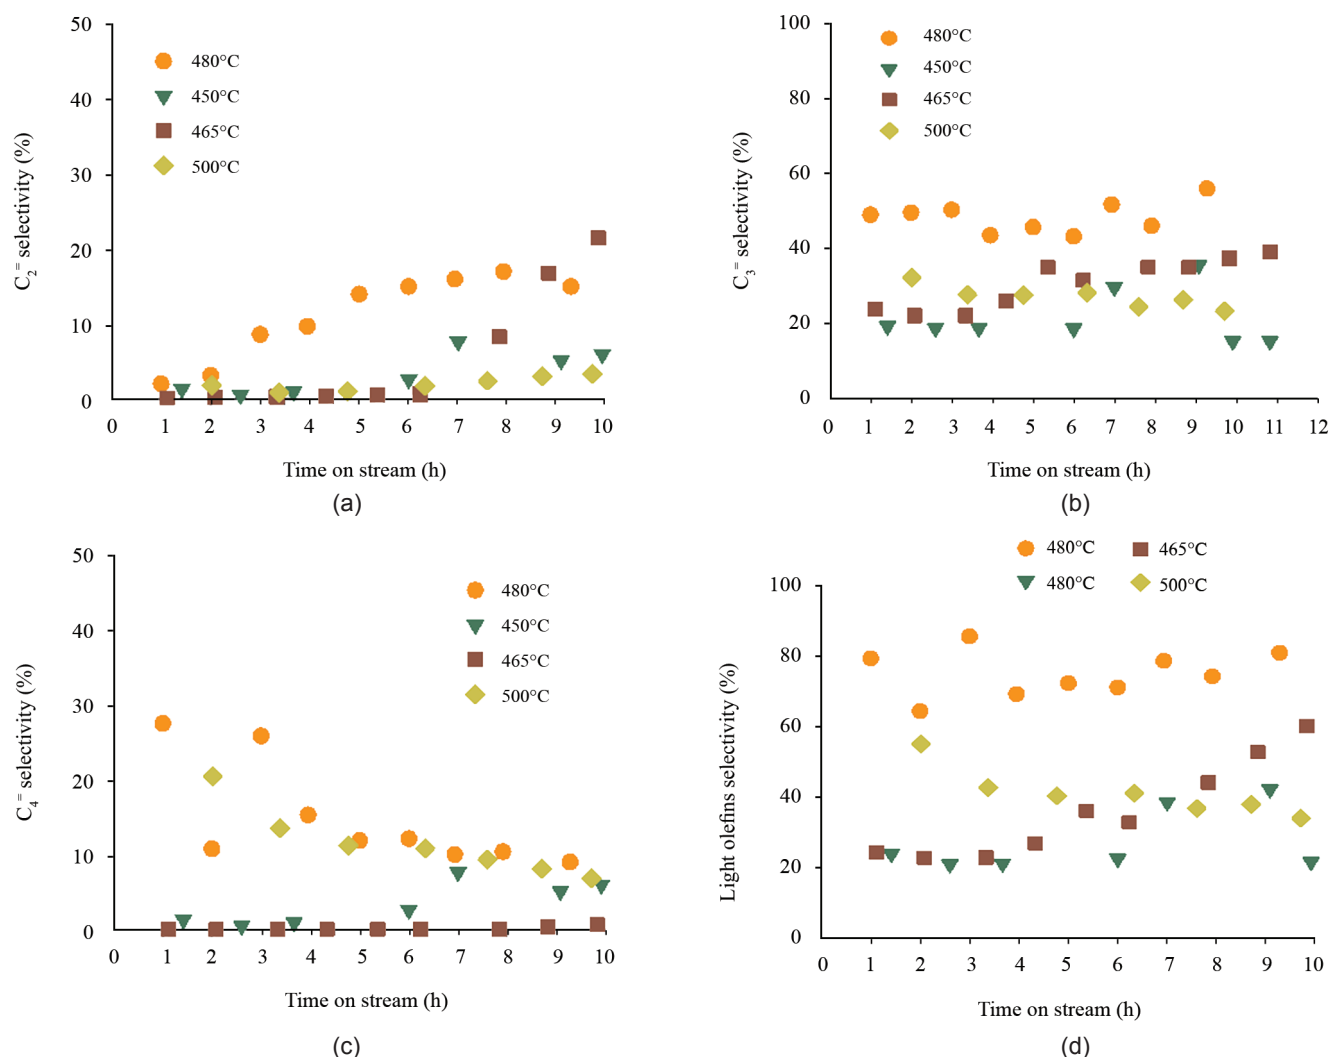 50
40
30
20
10
0
C₂⁼ selectivity (%)
480°C
450°C
465°C
500°C
0 1 2 3 4 5 6 7 8 9 10
Time on stream (h)
(a)
100
80
60
40
20
0
C₃⁼ selectivity (%)
480°C
450°C
465°C
500°C
0 1 2 3 4 5 6 7 8 9 10 11 12
Time on stream (h)
(b)
50
40
30
20
10
0
C₄⁼ selectivity (%)
480°C
450°C
465°C
500°C
0 1 2 3 4 5 6 7 8 9 10
Time on stream (h)
(c)
480°C 465°C
480°C 500°C
100
80
60
40
20
0
Light olefins selectivity (%)
0 1 2 3 4 5 6 7 8 9 10
Time on stream (h)
(d)